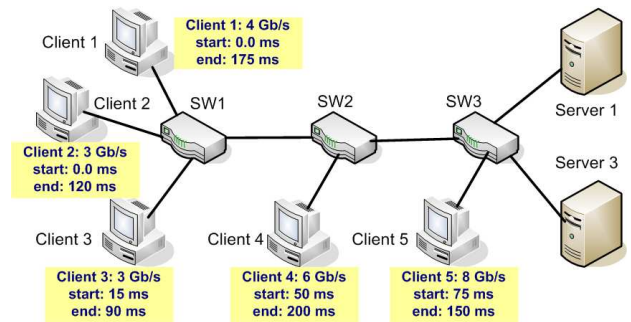 Client 1: 4 Gb/s
start: 0.0 ms
end: 175 ms
Client 1
Client 2
SW1
SW2
SW3
Server 1
Client 2: 3 Gb/s
start: 0.0 ms
end: 120 ms
Server 3
Client 3
Client 4
Client 5
Client 3: 3 Gb/s
start: 15 ms
end: 90 ms
Client 4: 6 Gb/s
start: 50 ms
end: 200 ms
Client 5: 8 Gb/s
start: 75 ms
end: 150 ms